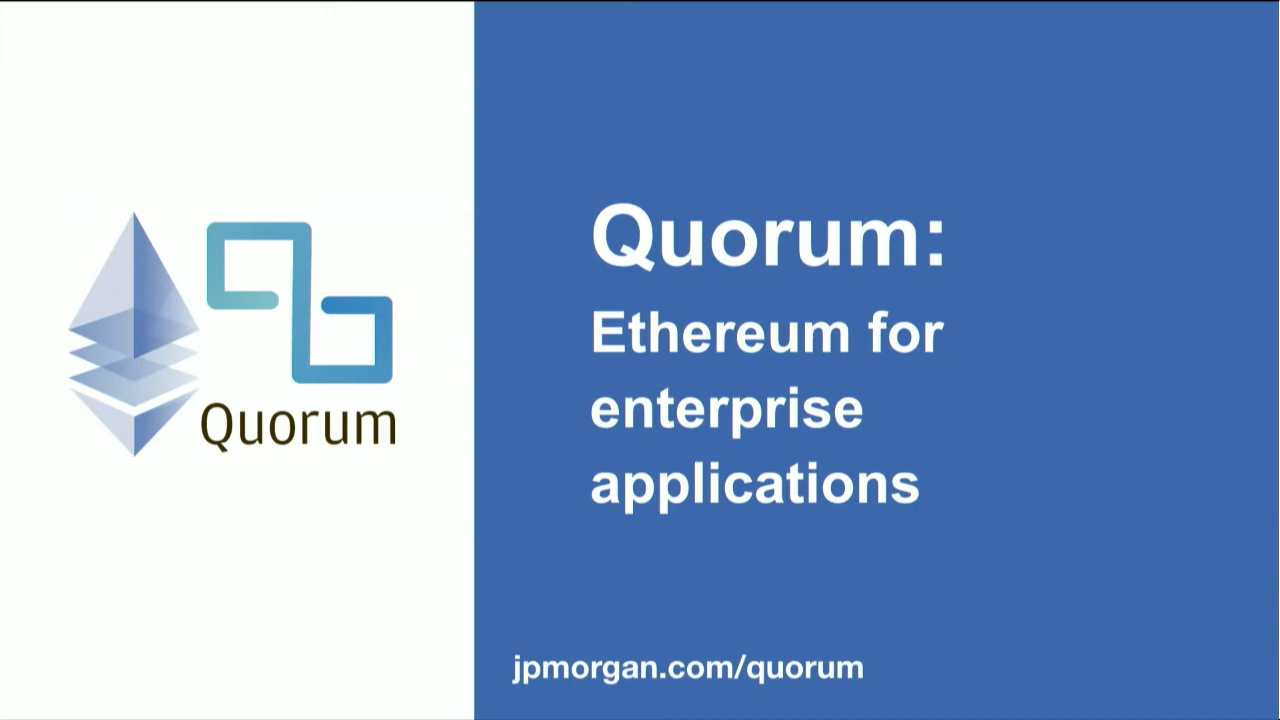 Quorum
Quorum:
Ethereum for
enterprise
applications
jpmorgan.com/quorum